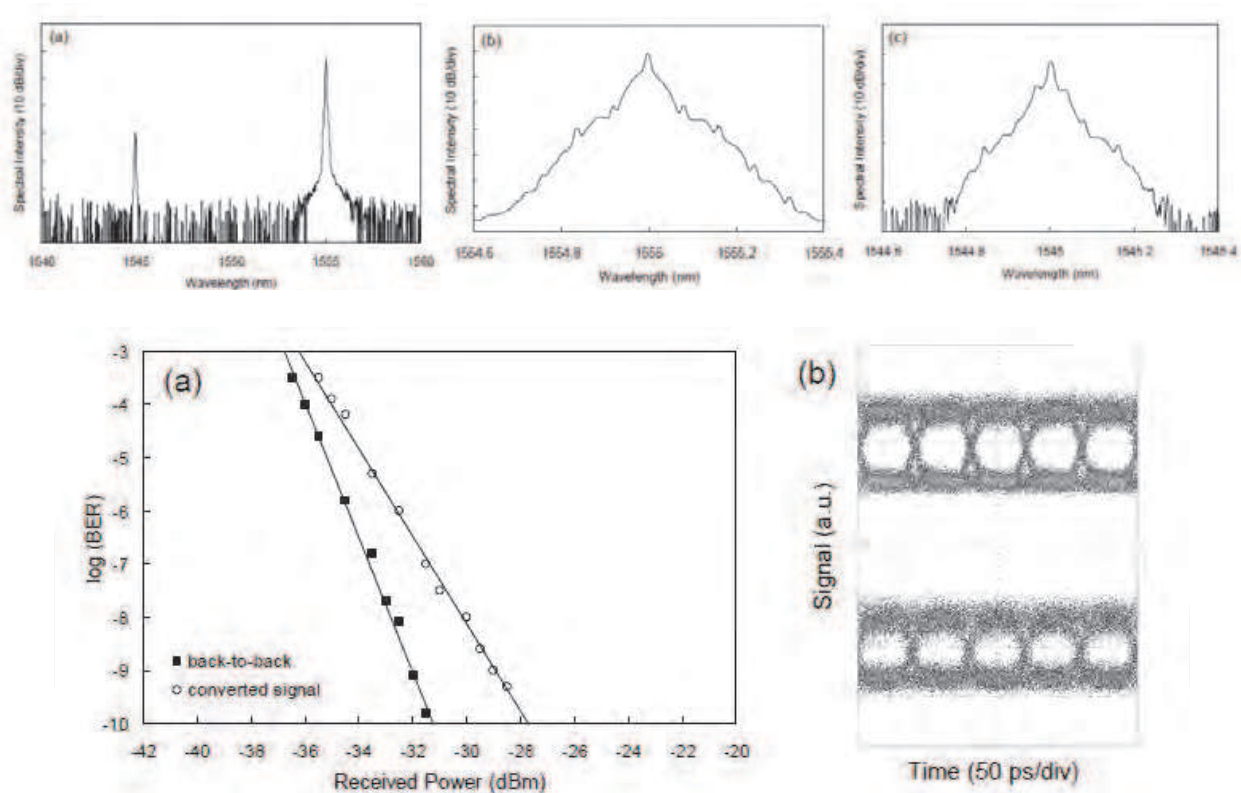 (a)
Spectral Intensity (10 dB/div)
1540 1545 1550 1555 1560
Wavelength (nm)
(b)
Spectral Intensity (10 dB/div)
1554.6 1554.8 1555 1555.2 1555.4
Wavelength (nm)
(c)
Spectral Intensity (10 dB/div)
1544.6 1544.8 1545 1545.2 1545.4
Wavelength (nm)
(a)
log (BER)
-3
-4
-5
-6
-7
-8
-9
-10
back-to-back
converted signal
-42 -40 -38 -36 -34 -32 -30 -28 -26 -24 -22 -20
Received Power (dBm)
(b)
Signal (a.u.)
Time (50 ps/div)